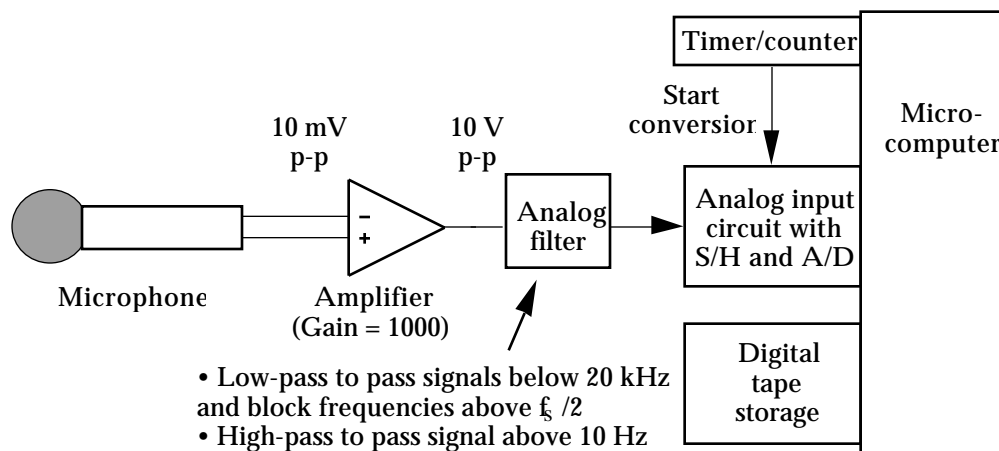 Timer/counter
Start
conversion
Micro-
computer
10 mV
p-p
10 V
p-p
−
+
Analog
filter
Analog input
circuit with
S/H and A/D
Microphone
Amplifier
(Gain = 1000)
• Low-pass to pass signals below 20 kHz
and block frequencies above fs /2
• High-pass to pass signal above 10 Hz
Digital
tape
storage